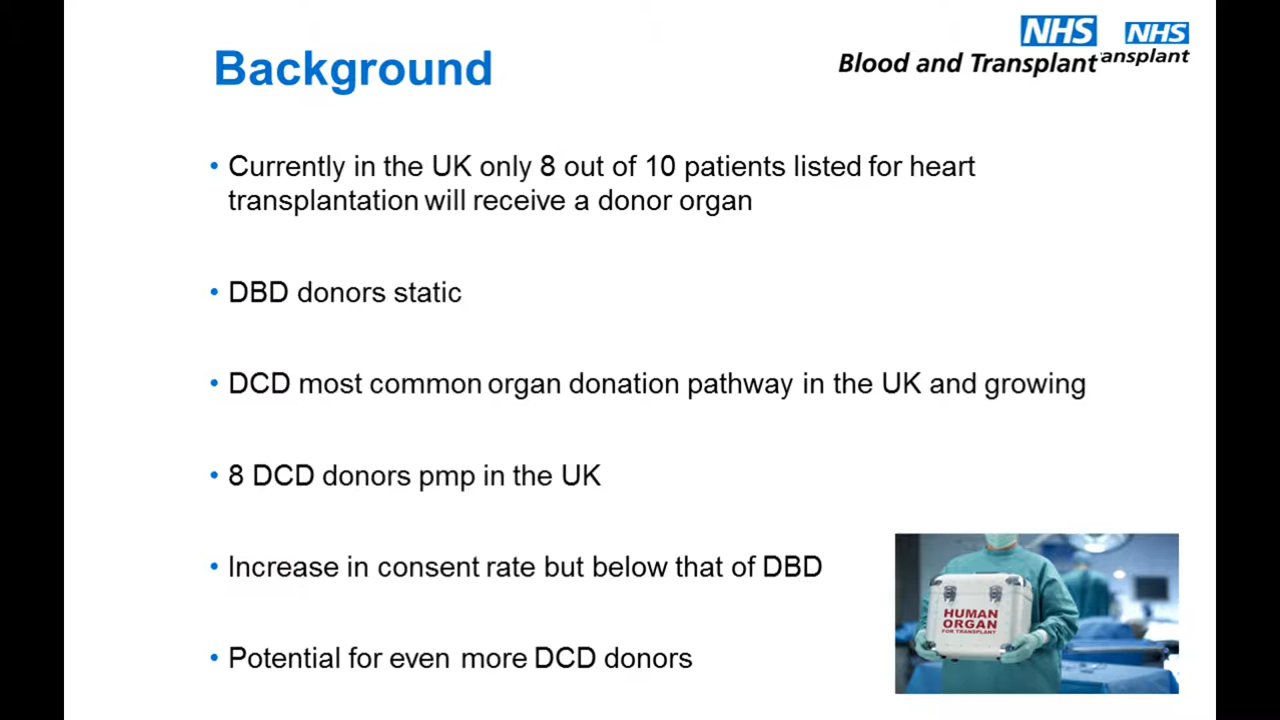 Background
NHS
Blood and Transplant
NHS
ansplant
• Currently in the UK only 8 out of 10 patients listed for heart
transplantation will receive a donor organ
• DBD donors static
• DCD most common organ donation pathway in the UK and growing
• 8 DCD donors pmp in the UK
• Increase in consent rate but below that of DBD
• Potential for even more DCD donors
HUMAN
ORGAN
FOR TRANSPLANT